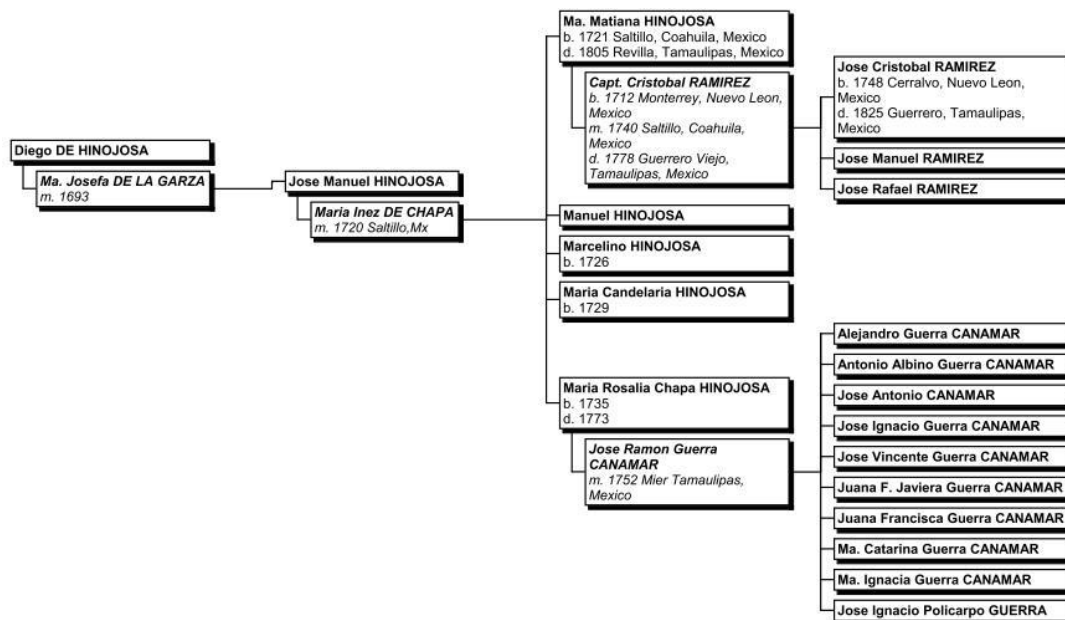 Diego DE HINOJOSA
Ma. Josefa DE LA GARZA
m. 1693
Jose Manuel HINOJOSA
Maria Inez DE CHAPA
m. 1720 Saltillo,Mx
Ma. Matiana HINOJOSA
b. 1721 Saltillo, Coahuila, Mexico
d. 1805 Revilla, Tamaulipas, Mexico
Capt. Cristobal RAMIREZ
b. 1712 Monterrey, Nuevo Leon,
Mexico
m. 1740 Saltillo, Coahuila,
Mexico
d. 1778 Guerrero Viejo,
Tamaulipas, Mexico
Jose Cristobal RAMIREZ
b. 1748 Cerralvo, Nuevo Leon,
Mexico
d. 1825 Guerrero, Tamaulipas,
Mexico
Jose Manuel RAMIREZ
Jose Rafael RAMIREZ
Manuel HINOJOSA
Marcelino HINOJOSA
b. 1726
Maria Candelaria HINOJOSA
b. 1729
Maria Rosalia Chapa HINOJOSA
b. 1735
d. 1773
Jose Ramon Guerra
CANAMAR
m. 1752 Mier Tamaulipas,
Mexico
Alejandro Guerra CANAMAR
Antonio Albino Guerra CANAMAR
Jose Antonio CANAMAR
Jose Ignacio Guerra CANAMAR
Jose Vincente Guerra CANAMAR
Juana F. Javiera Guerra CANAMAR
Juana Francisca Guerra CANAMAR
Ma. Catarina Guerra CANAMAR
Ma. Ignacia Guerra CANAMAR
Jose Ignacio Policarpo GUERRA